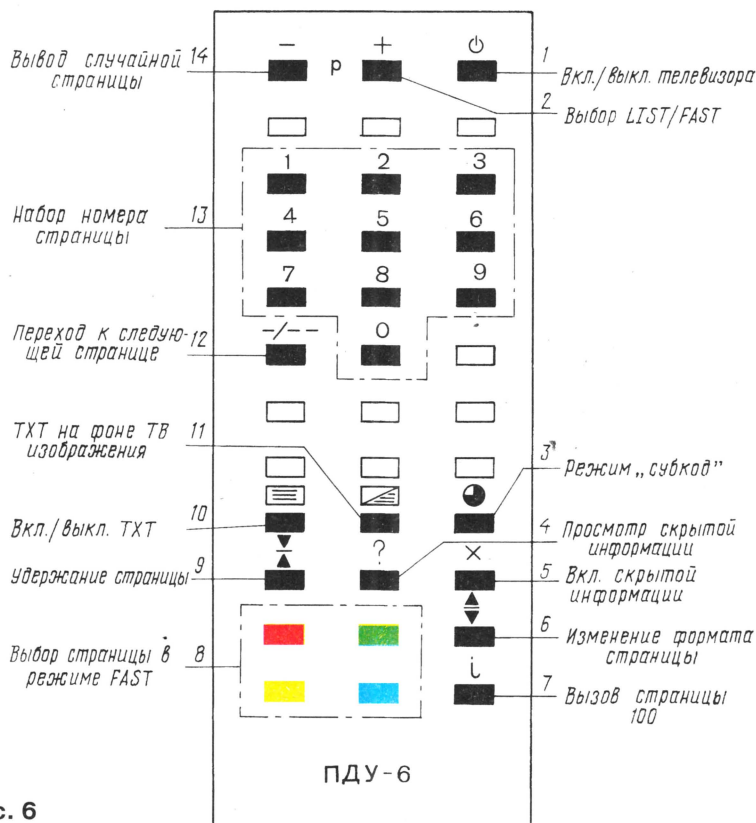 − P + ⏻
14 Вывод случайной
страницы
1 Вкл./выкл. телевизора
2 Выбор LIST/FAST
1 2 3
4 5 6
7 8 9
-/-- 0
13 Набор номера
страницы
12 Переход к следую-
щей странице
11 ТХТ на фоне ТВ
изображения
3 Режим „субкод”
10 Вкл./выкл. ТХТ
? ×
4 Просмотр скрытой
информации
9 Удержание страницы
5 Вкл. скрытой
информации
6 Изменение формата
страницы
8 Выбор страницы в
режиме FAST
i
7 Вызов страницы
100
ПДУ-6
с. 6